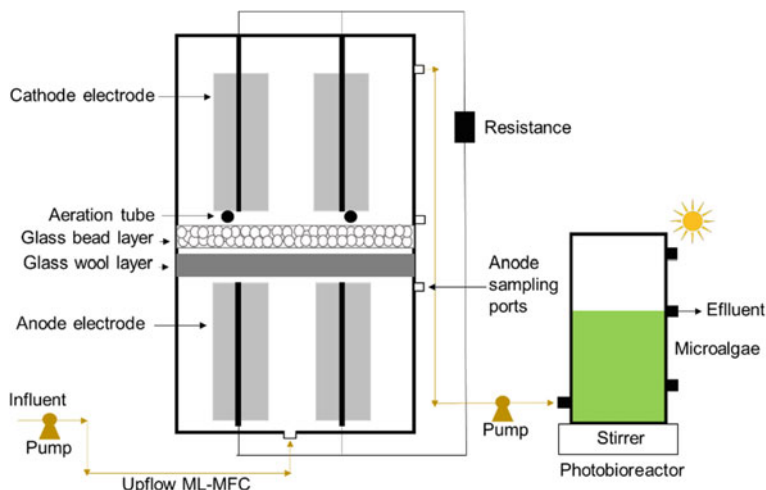 Cathode electrode
Resistance
Aeration tube
Glass bead layer
Glass wool layer
Anode
sampling
ports
Anode electrode
Eflluent
Microalgae
Influent
Pump
Pump
Stirrer
Photobioreactor
Upflow ML-MFC